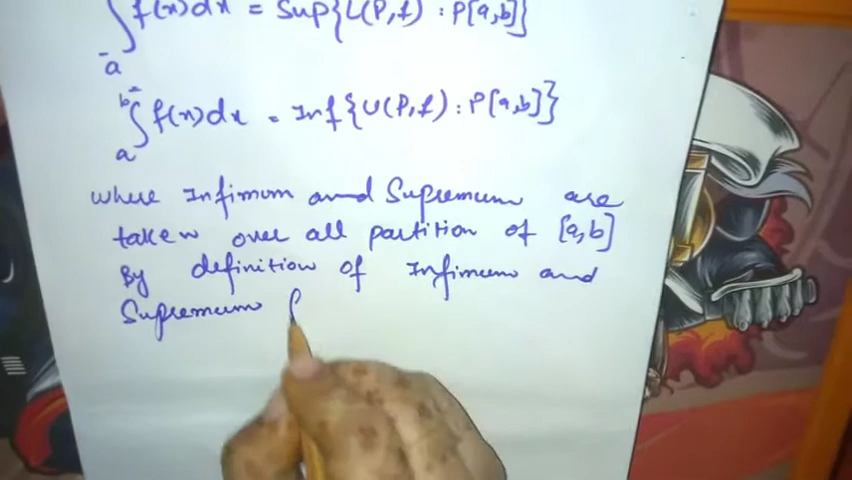 ∫f(x)dx = Sup{L(P,f) : P[a,b]}
a
b
∫f(x)dx = Inf{U(P,f) : P[a,b]}
a
where Infimum and Supremum are
taken over all partition of [a,b]
By definition of Infimum and
Supremum